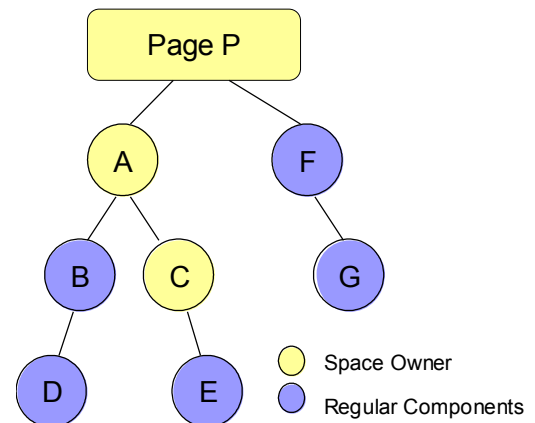 Page P
A
F
B
C
G
D
E
Space Owner
Regular Components